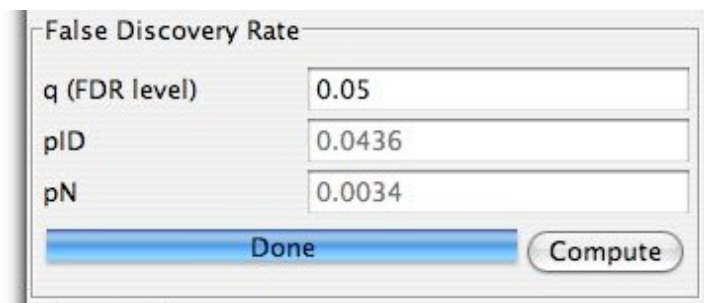 False Discovery Rate
q (FDR level) 0.05
pID 0.0436
pN 0.0034
Done Compute